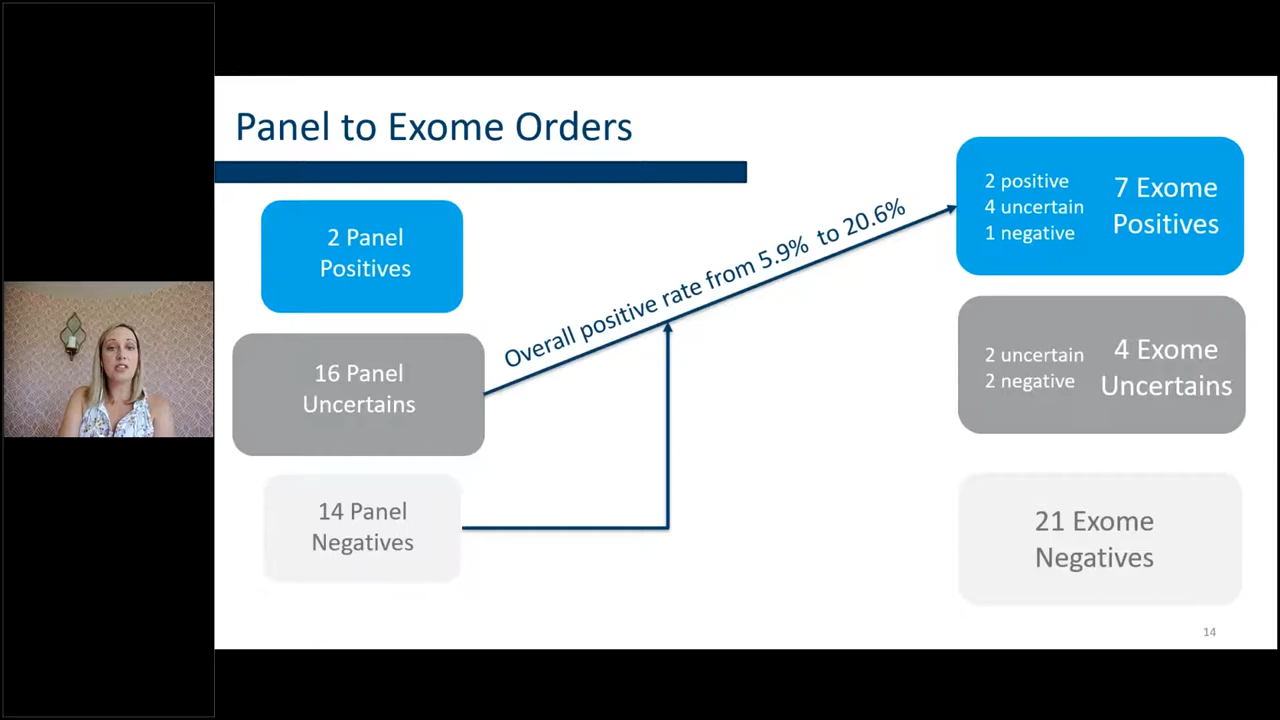 Panel to Exome Orders
2 Panel
Positives
16 Panel
Uncertains
14 Panel
Negatives
Overall positive rate from 5.9% to 20.6%
2 positive
4 uncertain
1 negative
7 Exome
Positives
2 uncertain
2 negative
4 Exome
Uncertains
21 Exome
Negatives
14